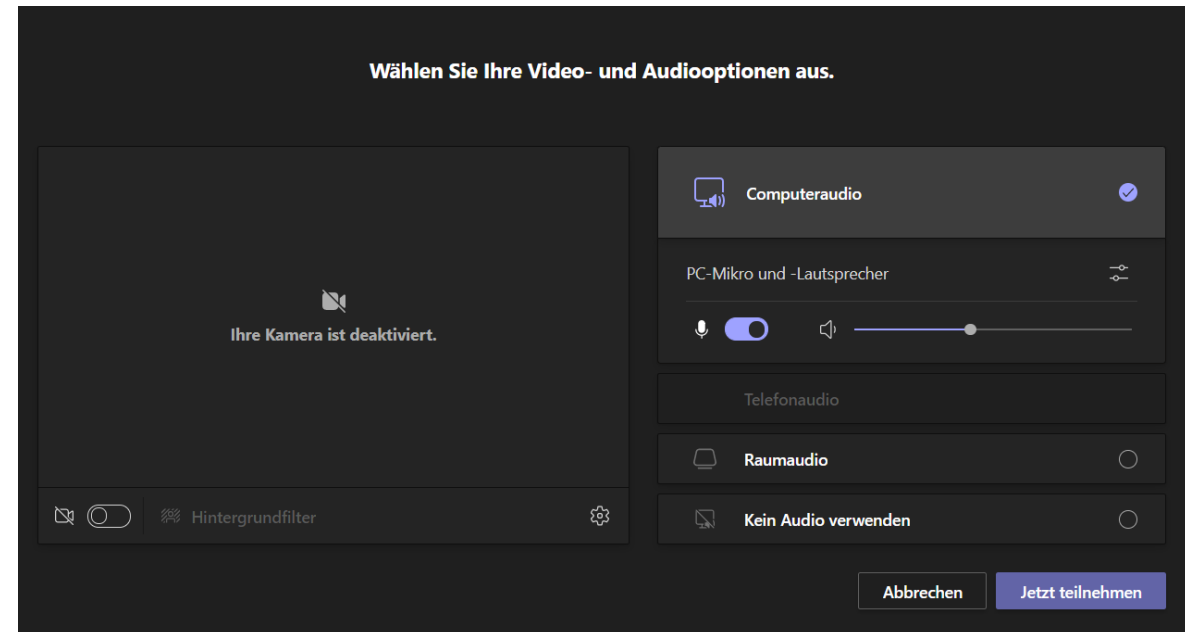 Wählen Sie Ihre Video- und Audiooptionen aus.
Ihre Kamera ist deaktiviert.
Hintergrundfilter
Computeraudio
PC-Mikro und -Lautsprecher
Telefonaudio
Raumaudio
Kein Audio verwenden
Abbrechen
Jetzt teilnehmen